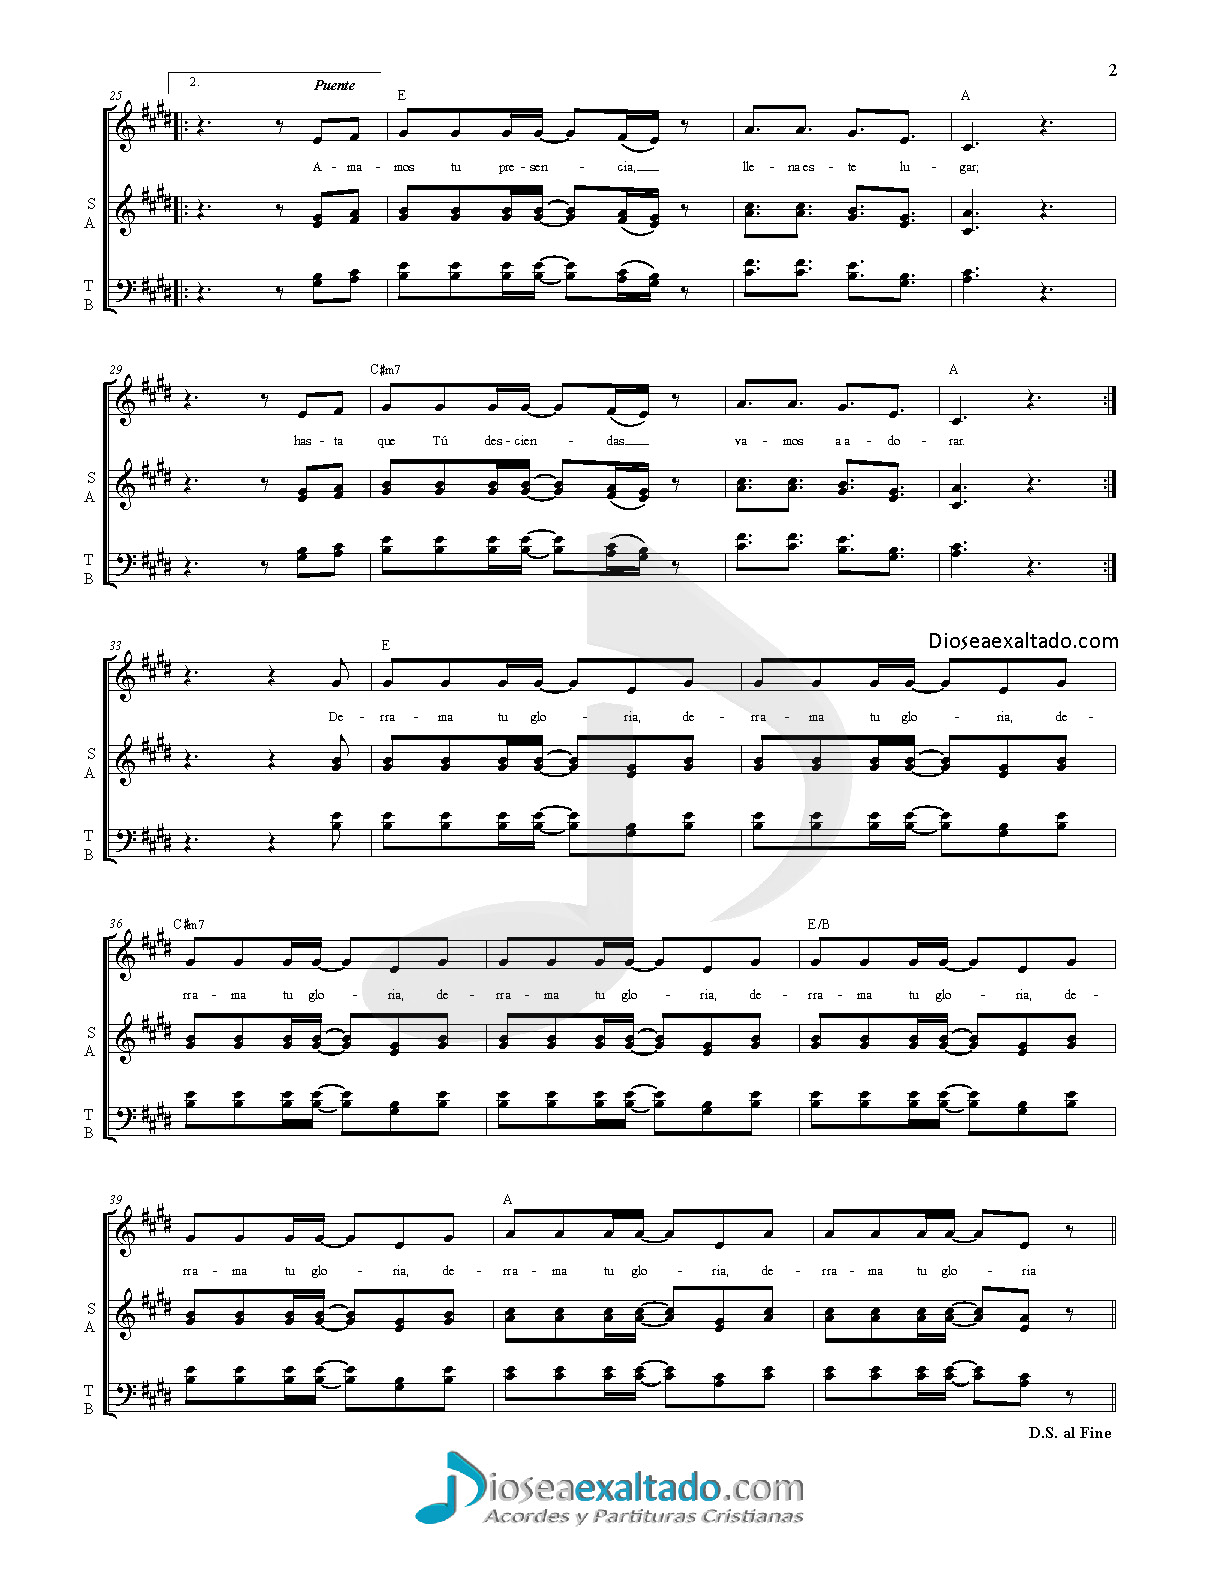 2
2.
Puente
25
E
A
A - ma - mos tu pre - sen - cia, lle - na es - te lu - gar;
S
A
T
B
29
C#m7
A
has - ta que Tú des - cien - das va - mos a a - do - rar.
S
A
T
B
Dioseaexaltado.com
33
E
De - rra - ma tu glo - ria, de - rra - ma tu glo - ria, de -
S
A
T
B
36
C#m7
E/B
rra - ma tu glo - ria, de - rra - ma tu glo - ria, de - rra - ma tu glo - ria, de -
S
A
T
B
39
A
rra - ma tu glo - ria, de - rra - ma tu glo - ria, de - rra - ma tu glo - ria
S
A
T
B
D.S. al Fine
Dioseaexaltado.com
Acordes y Partituras Cristianas